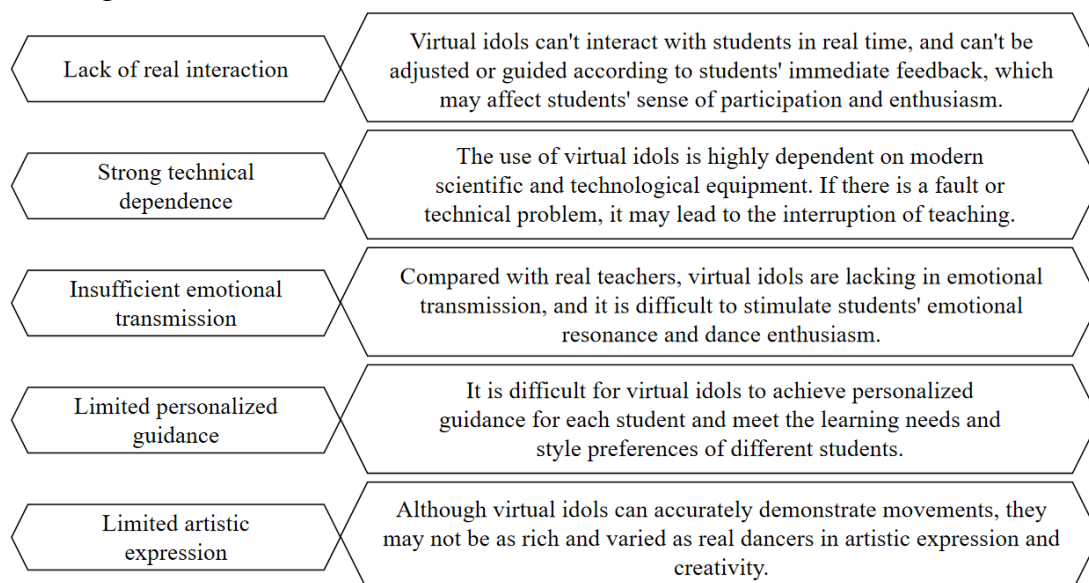 Lack of real interaction
Virtual idols can't interact with students in real time, and can't be
adjusted or guided according to students' immediate feedback, which
may affect students' sense of participation and enthusiasm.
Strong technical
dependence
The use of virtual idols is highly dependent on modern
scientific and technological equipment. If there is a fault or
technical problem, it may lead to the interruption of teaching.
Insufficient emotional
transmission
Compared with real teachers, virtual idols are lacking in emotional
transmission, and it is difficult to stimulate students' emotional
resonance and dance enthusiasm.
Limited personalized
guidance
It is difficult for virtual idols to achieve personalized
guidance for each student and meet the learning needs and
style preferences of different students.
Limited artistic
expression
Although virtual idols can accurately demonstrate movements, they
may not be as rich and varied as real dancers in artistic expression and
creativity.